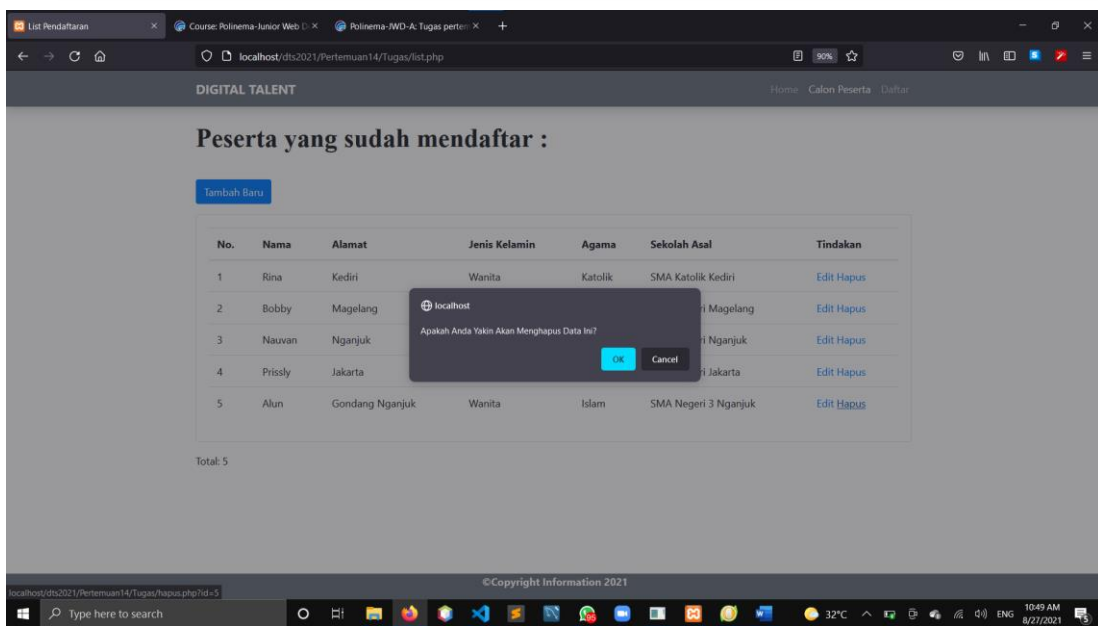 List Pendaftaran
Course: Polinema-Junior Web D
Polinema-JWD-A: Tugas pertem
localhost/dts2021/Pertemuan14/Tugas/list.php
90%
DIGITAL TALENT
Home Calon Peserta Daftar
Peserta yang sudah mendaftar :
Tambah Baru
No. Nama Alamat Jenis Kelamin Agama Sekolah Asal Tindakan
1 Rina Kediri Wanita Katolik SMA Katolik Kediri Edit Hapus
2 Bobby Magelang ri Magelang Edit Hapus
3 Nauvan Nganjuk ri Nganjuk Edit Hapus
4 Prissly Jakarta ri Jakarta Edit Hapus
5 Alun Gondang Nganjuk Wanita Islam SMA Negeri 3 Nganjuk Edit Hapus
localhost
Apakah Anda Yakin Akan Menghapus Data Ini?
OK Cancel
Total: 5
©Copyright Information 2021
localhost/dts2021/Pertemuan14/Tugas/hapus.php?id=5
Type here to search
32°C
ENG
10:49 AM
8/27/2021